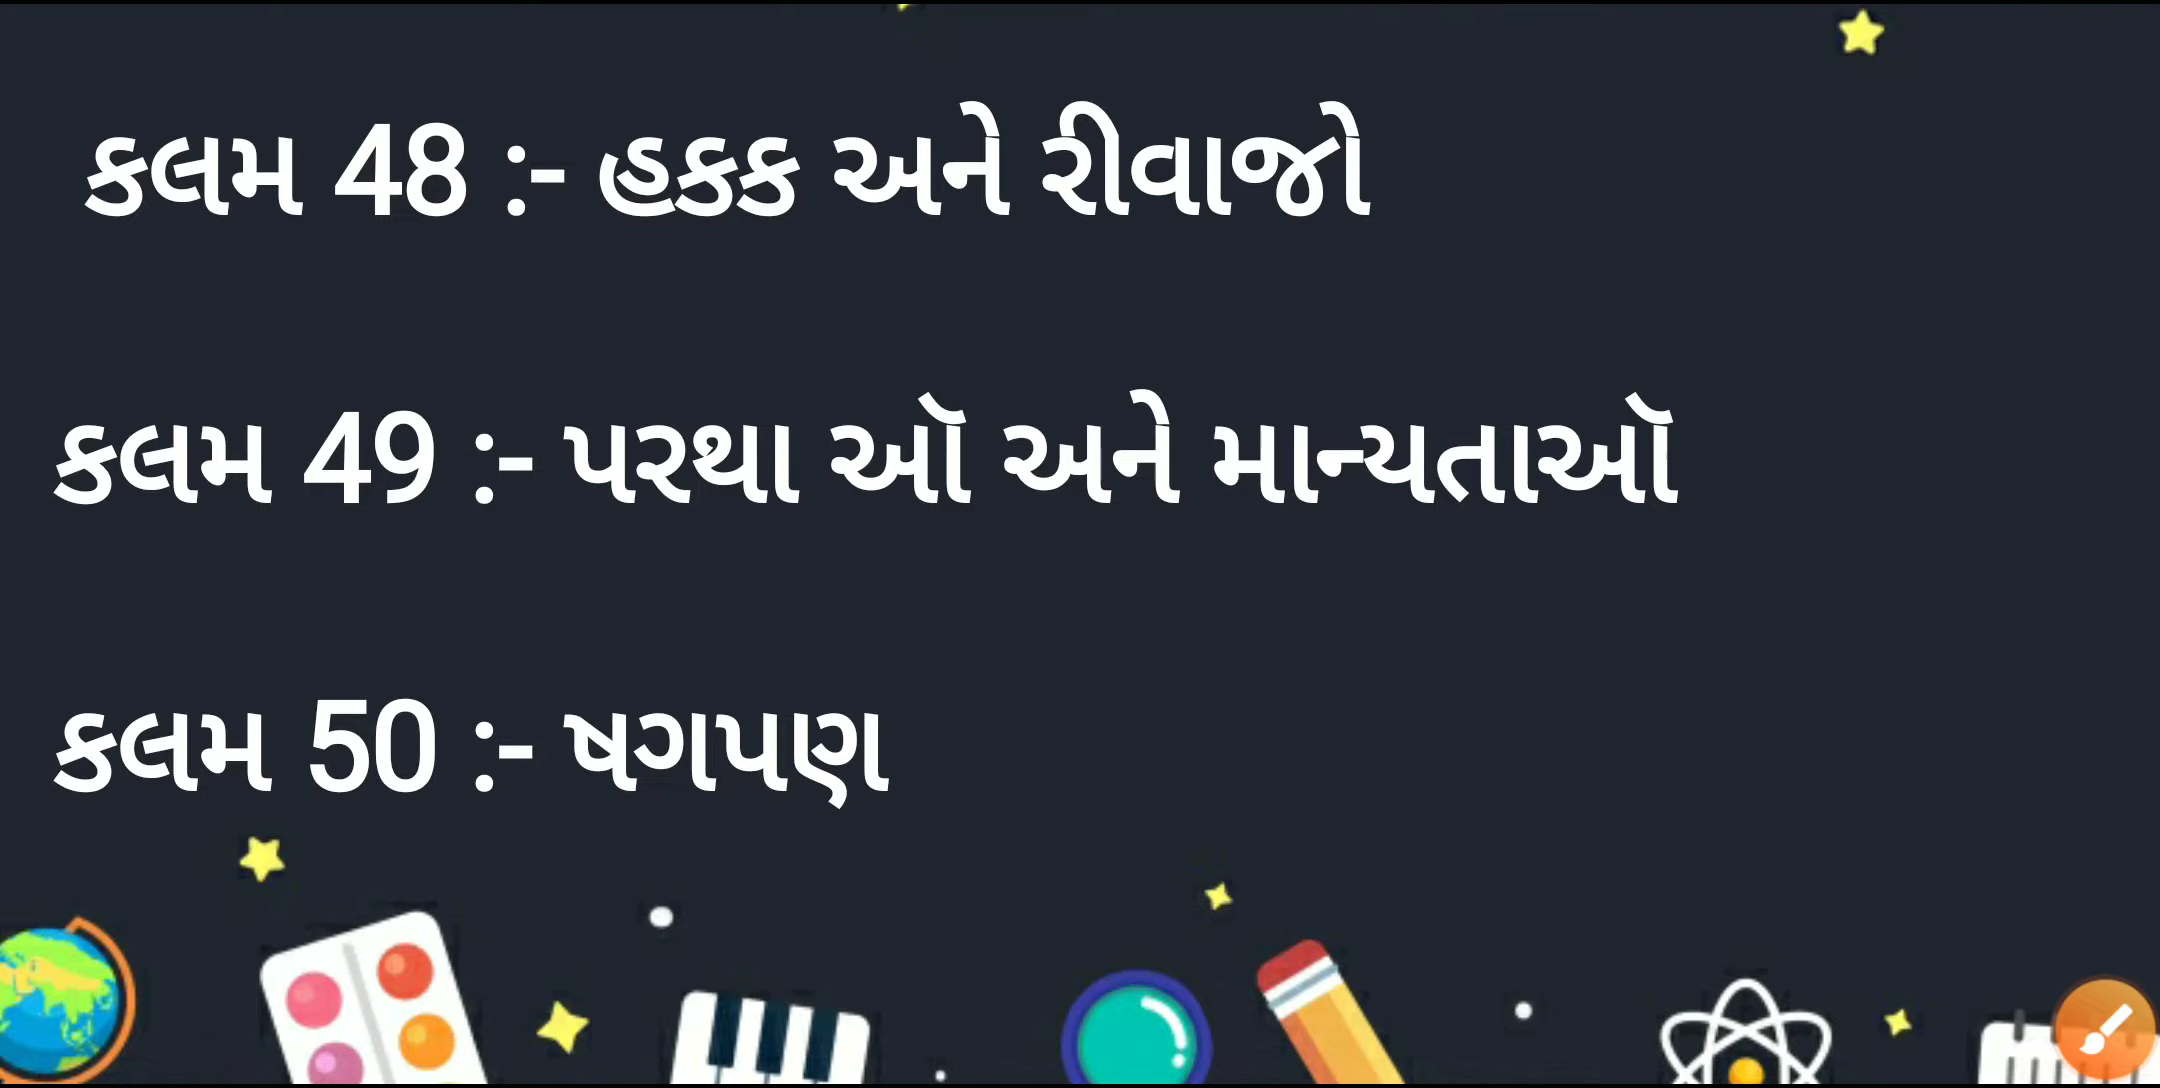 કલમ 48 :- હકક અને રીવાજો
કલમ 49 :- પરથા ઑ અને માન્યતાઑ
કલમ 50 :- ષગપણ